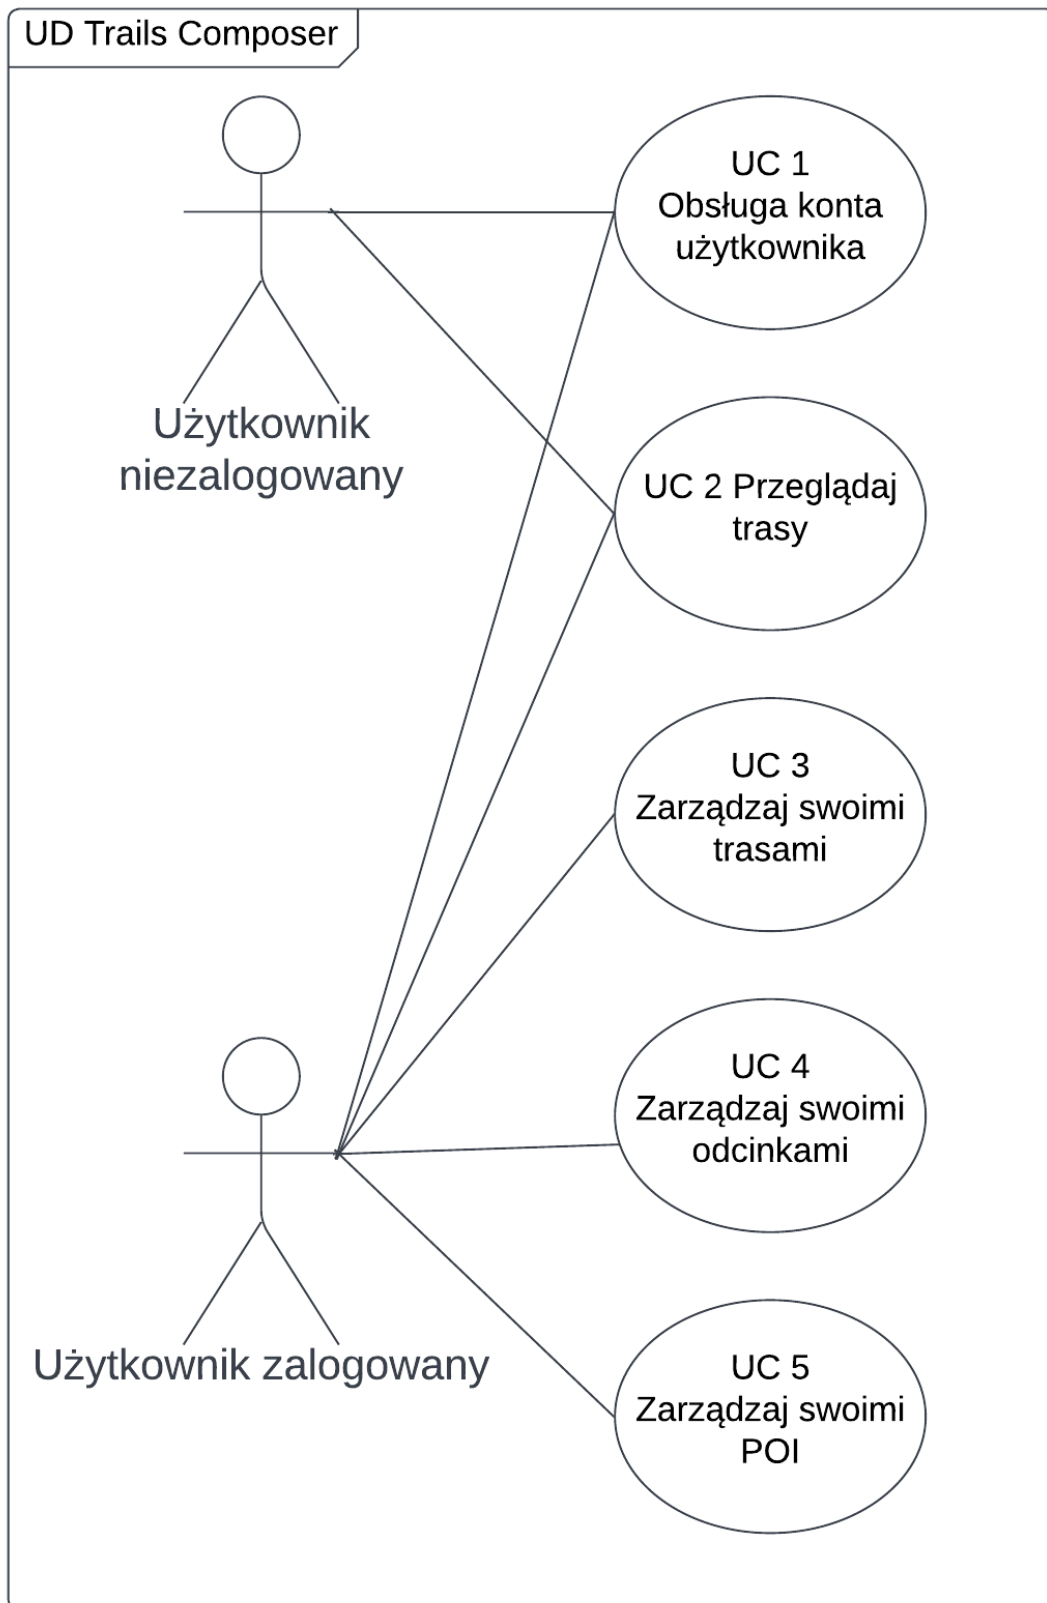 UD Trails Composer
UC 1
Obsługa konta
użytkownika
Użytkownik
niezalogowany
UC 2 Przeglądaj
trasy
UC 3
Zarządzaj swoimi
trasami
UC 4
Zarządzaj swoimi
odcinkami
Użytkownik zalogowany
UC 5
Zarządzaj swoimi
POI